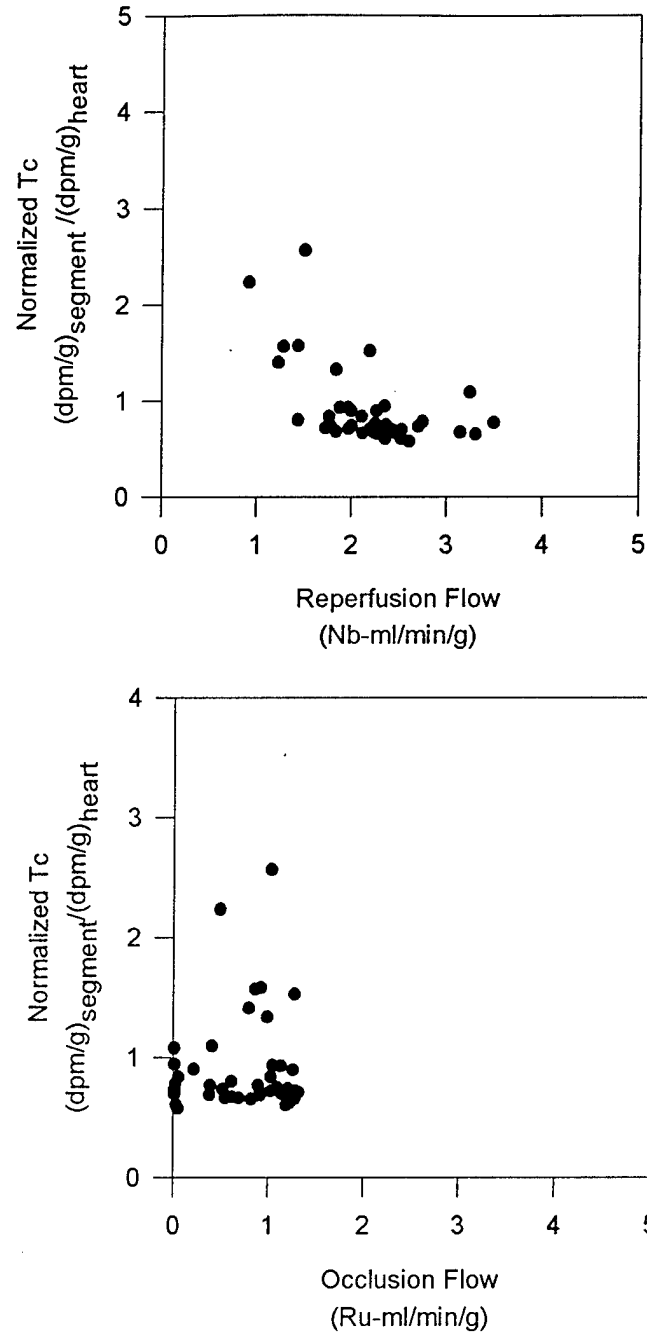 5
4
3
2
1
0
Normalized Tc
(dpm/g)segment/(dpm/g)heart
0 1 2 3 4 5
Reperfusion Flow
(Nb-ml/min/g)
4
3
2
1
0
Normalized Tc
(dpm/g)segment/(dpm/g)heart
0 1 2 3 4 5
Occlusion Flow
(Ru-ml/min/g)